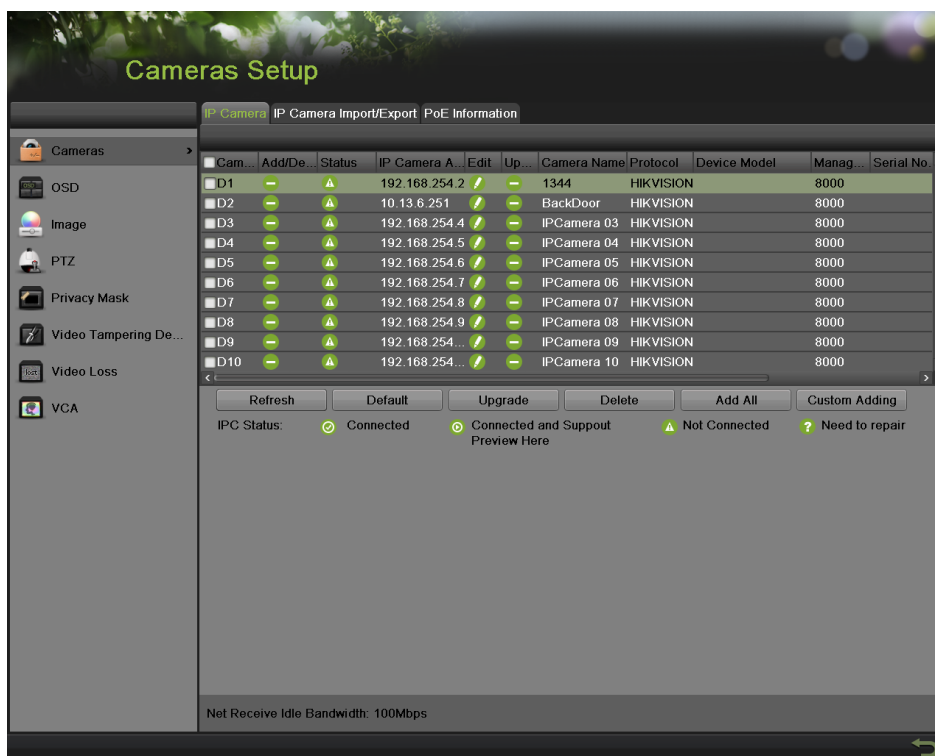 Cameras Setup
IP Camera IP Camera Import/Export PoE Information
Cameras
OSD
Image
PTZ
Privacy Mask
Video Tampering De...
Video Loss
VCA
Cam... Add/De... Status IP Camera A... Edit Up... Camera Name Protocol Device Model Manag... Serial No.
D1 192.168.254.2 1344 HIKVISION 8000
D2 10.13.6.251 BackDoor HIKVISION 8000
D3 192.168.254.4 IPCamera 03 HIKVISION 8000
D4 192.168.254.5 IPCamera 04 HIKVISION 8000
D5 192.168.254.6 IPCamera 05 HIKVISION 8000
D6 192.168.254.7 IPCamera 06 HIKVISION 8000
D7 192.168.254.8 IPCamera 07 HIKVISION 8000
D8 192.168.254.9 IPCamera 08 HIKVISION 8000
D9 192.168.254... IPCamera 09 HIKVISION 8000
D10 192.168.254... IPCamera 10 HIKVISION 8000
Refresh Default Upgrade Delete Add All Custom Adding
IPC Status: Connected Connected and Suppout Not Connected Need to repair
Preview Here
Net Receive Idle Bandwidth: 100Mbps